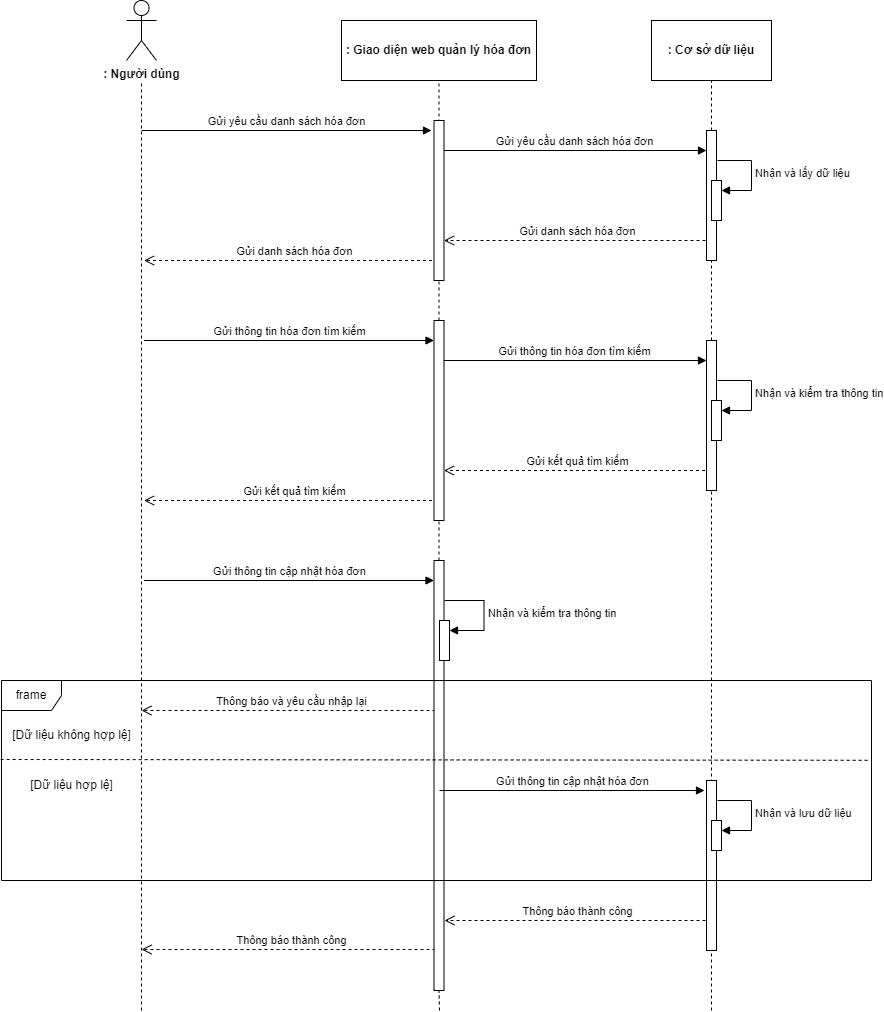 : Người dùng
: Giao diện web quản lý hóa đơn
: Cơ sở dữ liệu
Gửi yêu cầu danh sách hóa đơn
Gửi yêu cầu danh sách hóa đơn
Nhận và lấy dữ liệu
Gửi danh sách hóa đơn
Gửi danh sách hóa đơn
Gửi thông tin hóa đơn tìm kiếm
Gửi thông tin hóa đơn tìm kiếm
Nhận và kiểm tra thông tin
Gửi kết quả tìm kiếm
Gửi kết quả tìm kiếm
Gửi thông tin cập nhật hóa đơn
Nhận và kiểm tra thông tin
frame
Thông báo và yêu cầu nhập lại
[Dữ liệu không hợp lệ]
[Dữ liệu hợp lệ]
Gửi thông tin cập nhật hóa đơn
Nhận và lưu dữ liệu
Thông báo thành công
Thông báo thành công